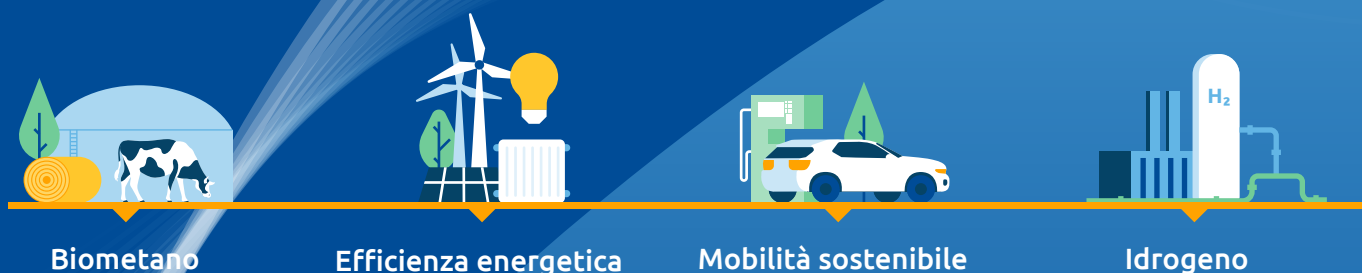 H₂
Biometano
Efficienza energetica
Mobilità sostenibile
Idrogeno